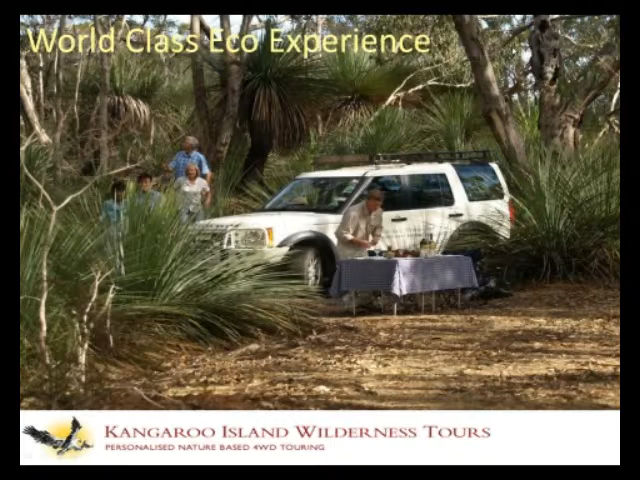 World Class Eco Experience
KANGAROO ISLAND WILDERNESS TOURS
PERSONALISED NATURE BASED 4WD TOURING